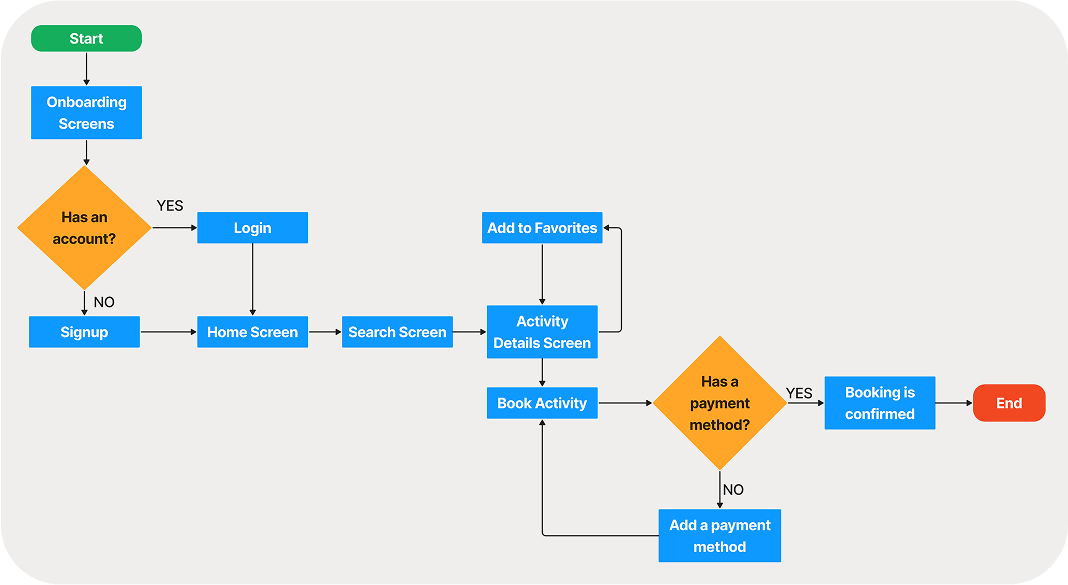 Start
Onboarding
Screens
Has an
account?
YES
Login
NO
Signup
Home Screen
Search Screen
Add to Favorites
Activity
Details Screen
Book Activity
Has a
payment
method?
YES
Booking is
confirmed
End
NO
Add a payment
method